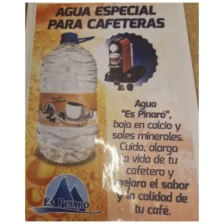 AGUA ESPECIAL
PARA CAFETERAS
Agua
"Es Pinaró",
baja en calcio y
sales minerales.
Cuida, alarga
la vida de tu
cafetera y
mejora el sabor
y la calidad de
tu café.
ES PINARÓ